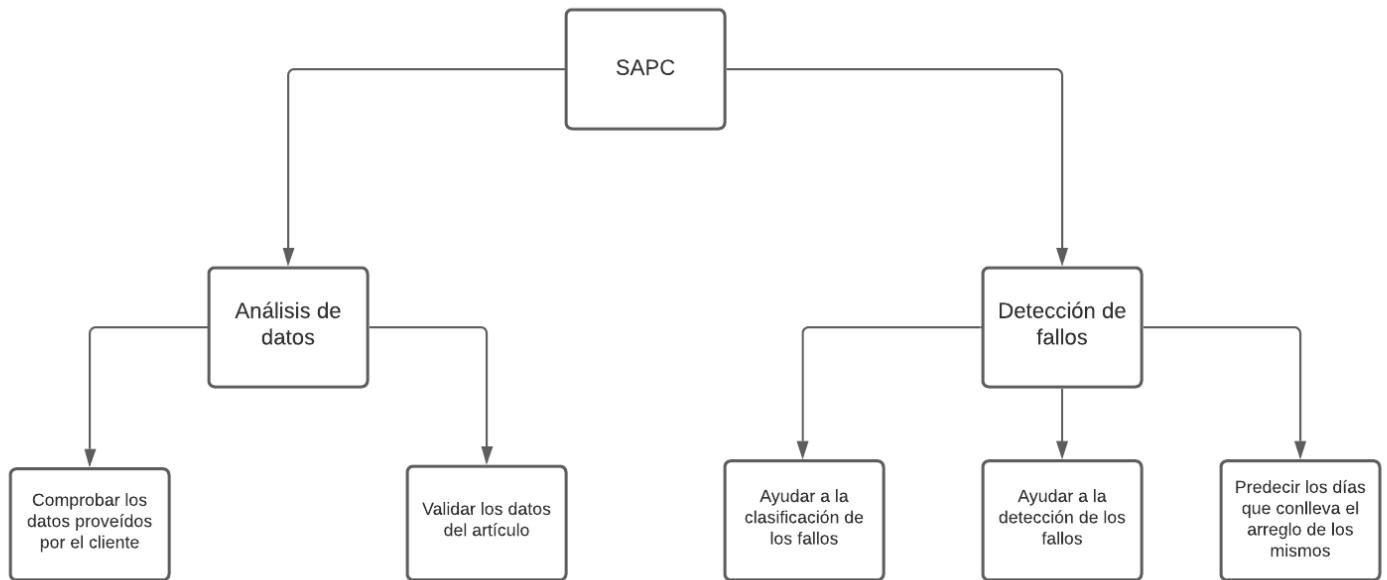 SAPC
Análisis de
datos
Detección de
fallos
Comprobar los
datos proveídos
por el cliente
Validar los datos
del artículo
Ayudar a la
clasificación de
los fallos
Ayudar a la
detección de los
fallos
Predecir los días
que conlleva el
arreglo de los
mismos